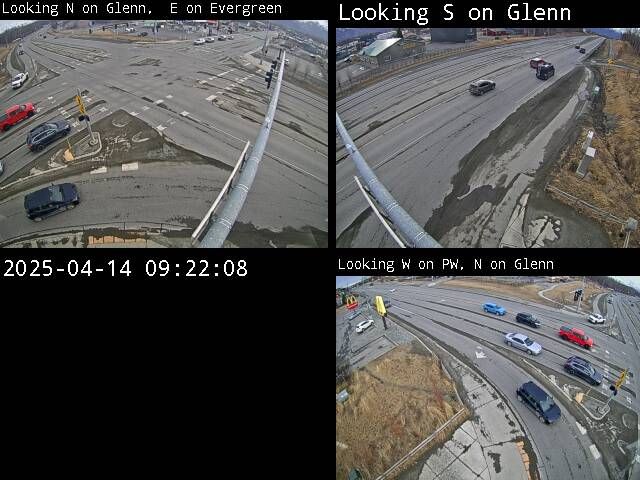 Looking N on Glenn,  E on Evergreen
Looking S on Glenn
2025-04-14 09:22:08
Looking W on PW, N on Glenn